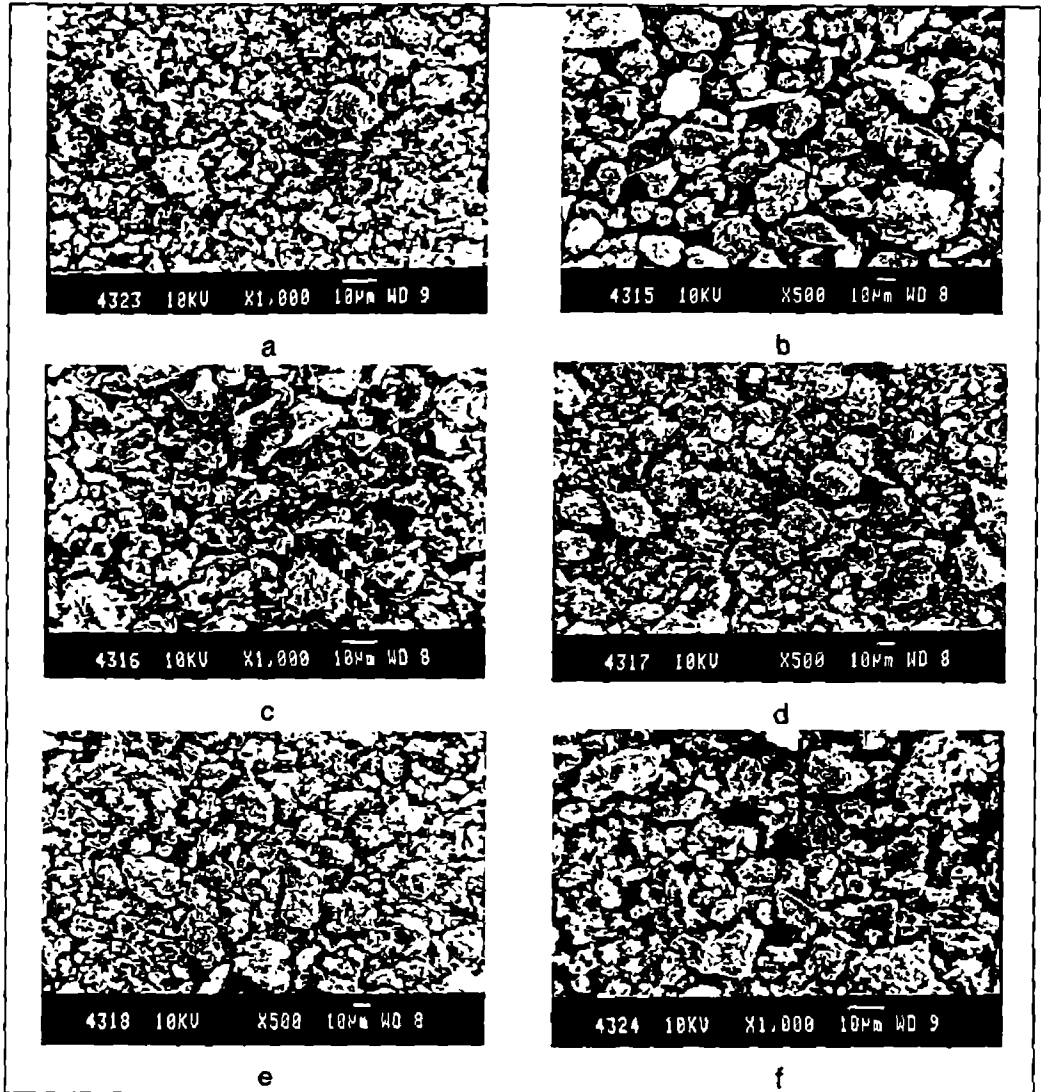 4323 10KV X1,000 10µm WD 9
a
4315 10KV X500 10µm WD 8
b
4316 10KV X1,000 10µm WD 8
c
4317 10KV X500 10µm WD 8
d
4318 10KV X500 10µm WD 8
e
4324 10KV X1,000 10µm WD 9
f